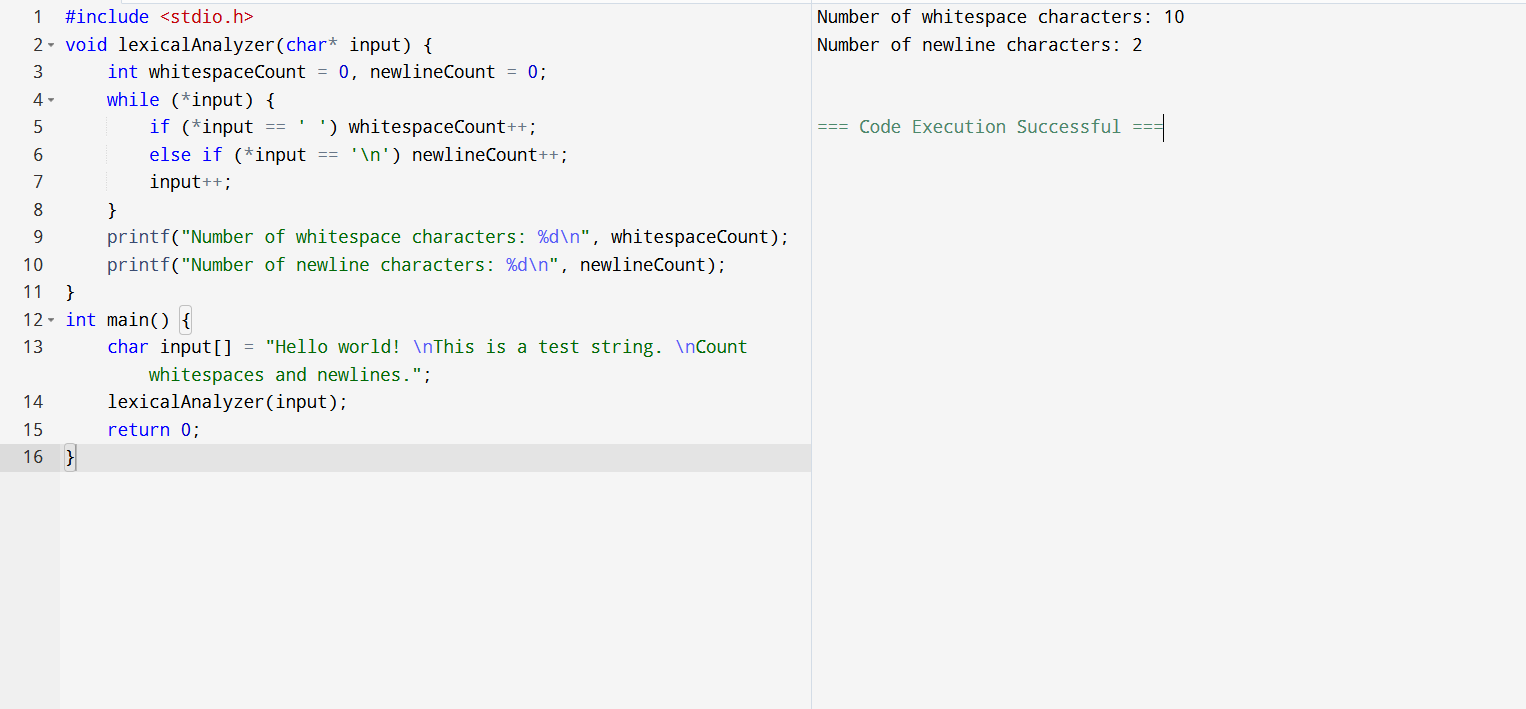 1 #include <stdio.h>
2 void lexicalAnalyzer(char* input) {
3     int whitespaceCount = 0, newlineCount = 0;
4     while (*input) {
5         if (*input == ' ') whitespaceCount++;
6         else if (*input == '\n') newlineCount++;
7         input++;
8     }
9     printf("Number of whitespace characters: %d\n", whitespaceCount);
10     printf("Number of newline characters: %d\n", newlineCount);
11 }
12 int main() {
13     char input[] = "Hello world! \nThis is a test string. \nCount
        whitespaces and newlines.";
14     lexicalAnalyzer(input);
15     return 0;
16 }
Number of whitespace characters: 10
Number of newline characters: 2
=== Code Execution Successful ===